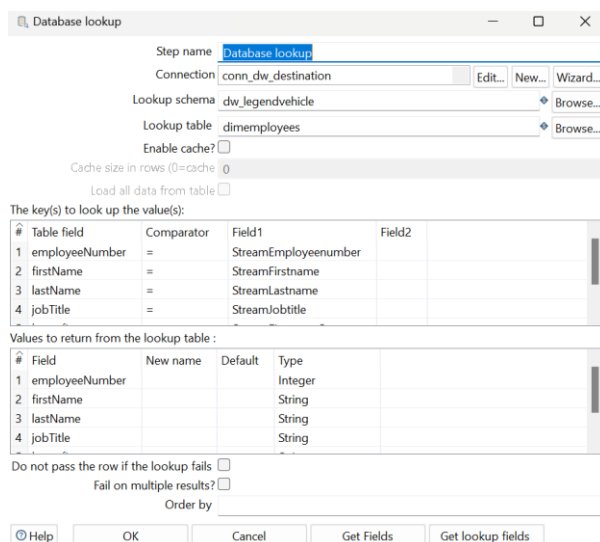 Database lookup
Step name Database lookup
Connection conn_dw_destination Edit... New... Wizard...
Lookup schema dw_legendvehicle Browse...
Lookup table dimemployees Browse...
Enable cache?
Cache size in rows (0=cache 0
Load all data from table
The key(s) to look up the value(s):
# Table field Comparator Field1 Field2
1 employeeNumber = StreamEmployeenumber
2 firstName = StreamFirstname
3 lastName = StreamLastname
4 jobTitle = StreamJobtitle
Values to return from the lookup table :
# Field New name Default Type
1 employeeNumber Integer
2 firstName String
3 lastName String
4 jobTitle String
Do not pass the row if the lookup fails
Fail on multiple results?
Order by
Help OK Cancel Get Fields Get lookup fields